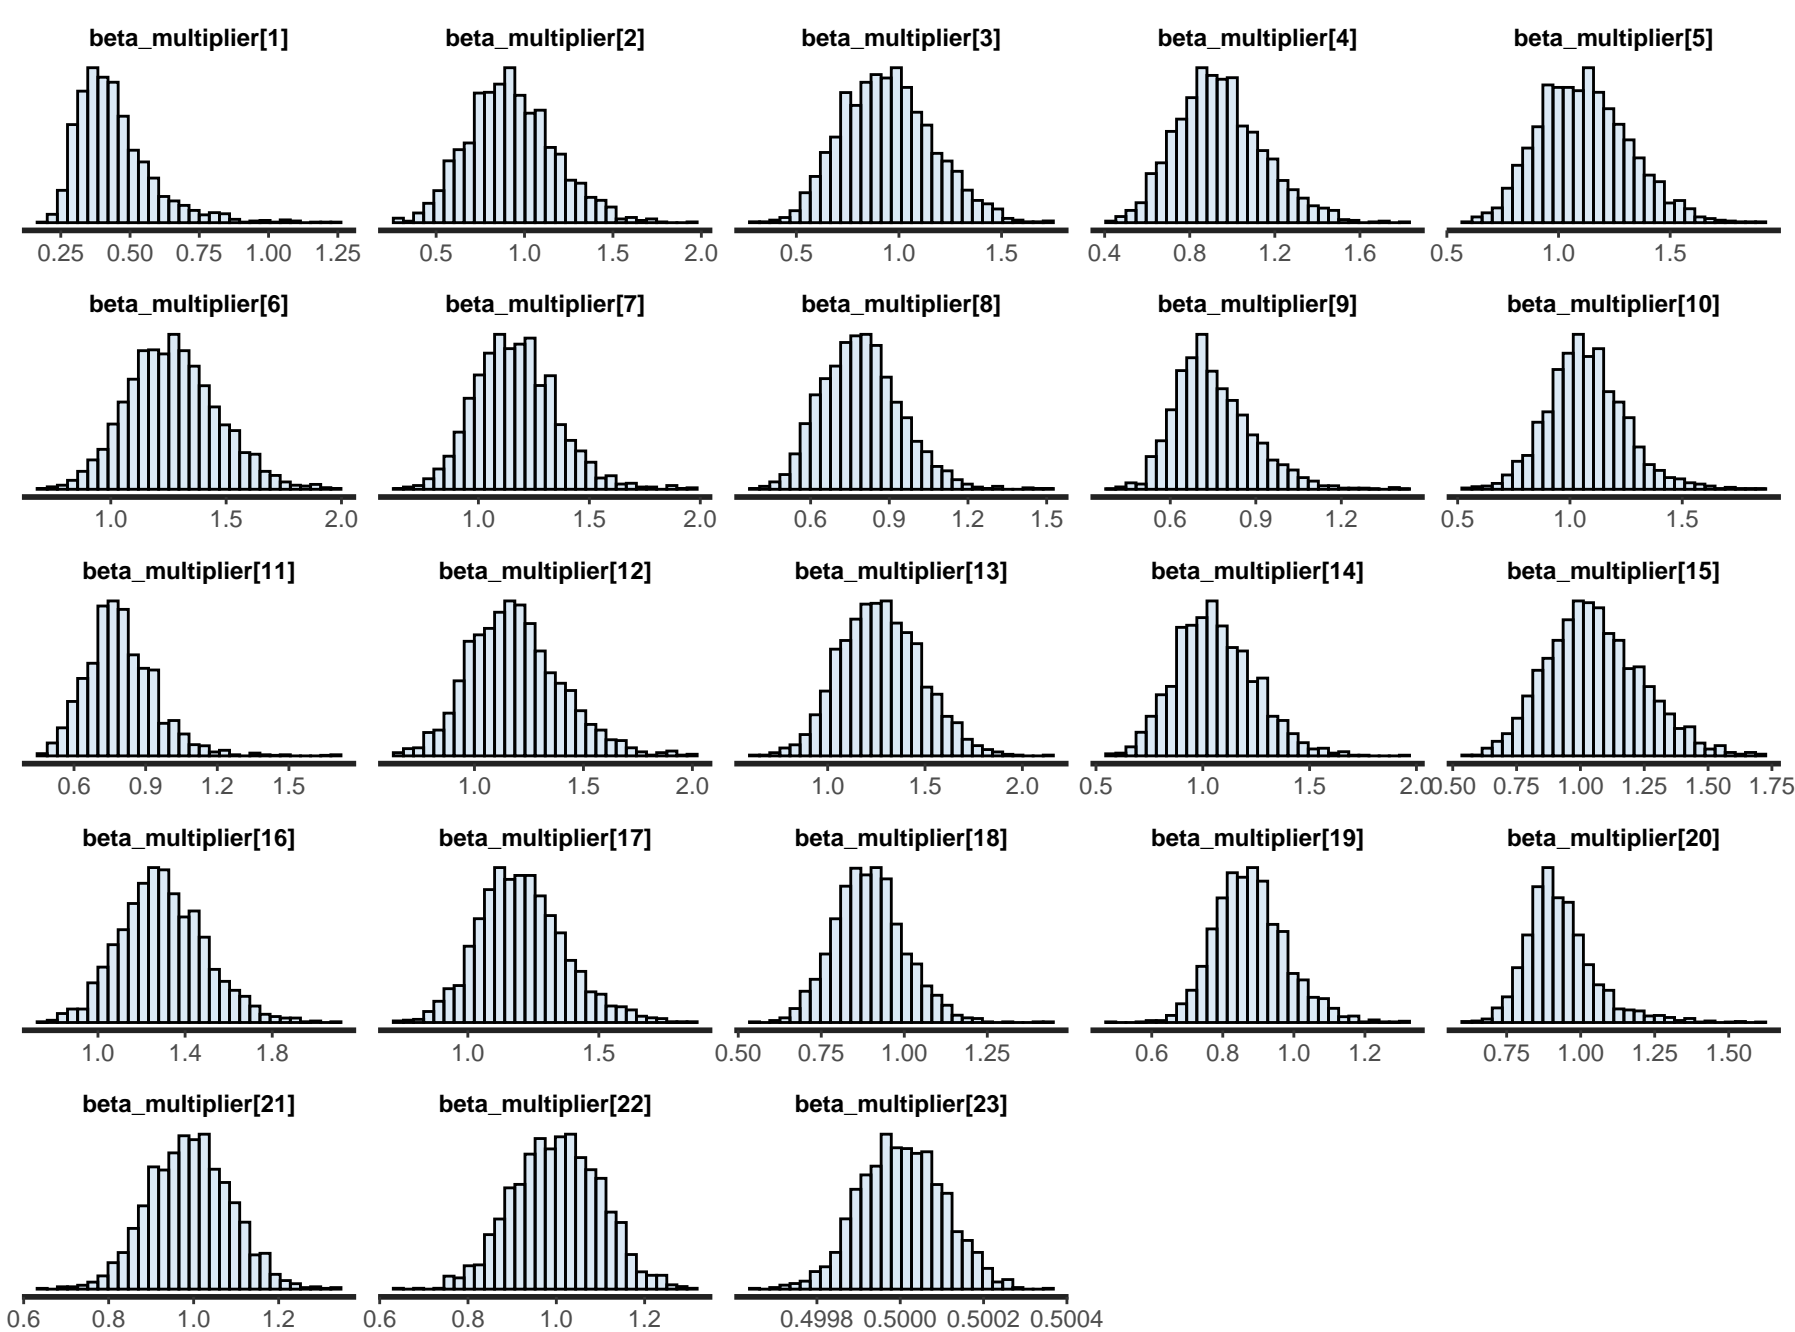 beta_multiplier[1] beta_multiplier[2] beta_multiplier[3] beta_multiplier[4] beta_multiplier[5]
0.25 0.50 0.75 1.00 1.25 0.5 1.0 1.5 2.0 0.5 1.0 1.5 0.4 0.8 1.2 1.6 0.5 1.0 1.5
beta_multiplier[6] beta_multiplier[7] beta_multiplier[8] beta_multiplier[9] beta_multiplier[10]
1.0 1.5 2.0 1.0 1.5 2.0 0.6 0.9 1.2 1.5 0.6 0.9 1.2 0.5 1.0 1.5
beta_multiplier[11] beta_multiplier[12] beta_multiplier[13] beta_multiplier[14] beta_multiplier[15]
0.6 0.9 1.2 1.5 1.0 1.5 2.0 1.0 1.5 2.0 0.5 1.0 1.5 2.0 0.50 0.75 1.00 1.25 1.50 1.75
beta_multiplier[16] beta_multiplier[17] beta_multiplier[18] beta_multiplier[19] beta_multiplier[20]
1.0 1.4 1.8 1.0 1.5 0.50 0.75 1.00 1.25 0.6 0.8 1.0 1.2 0.75 1.00 1.25 1.50
beta_multiplier[21] beta_multiplier[22] beta_multiplier[23]
0.6 0.8 1.0 1.2 0.6 0.8 1.0 1.2 0.4998 0.5000 0.5002 0.5004